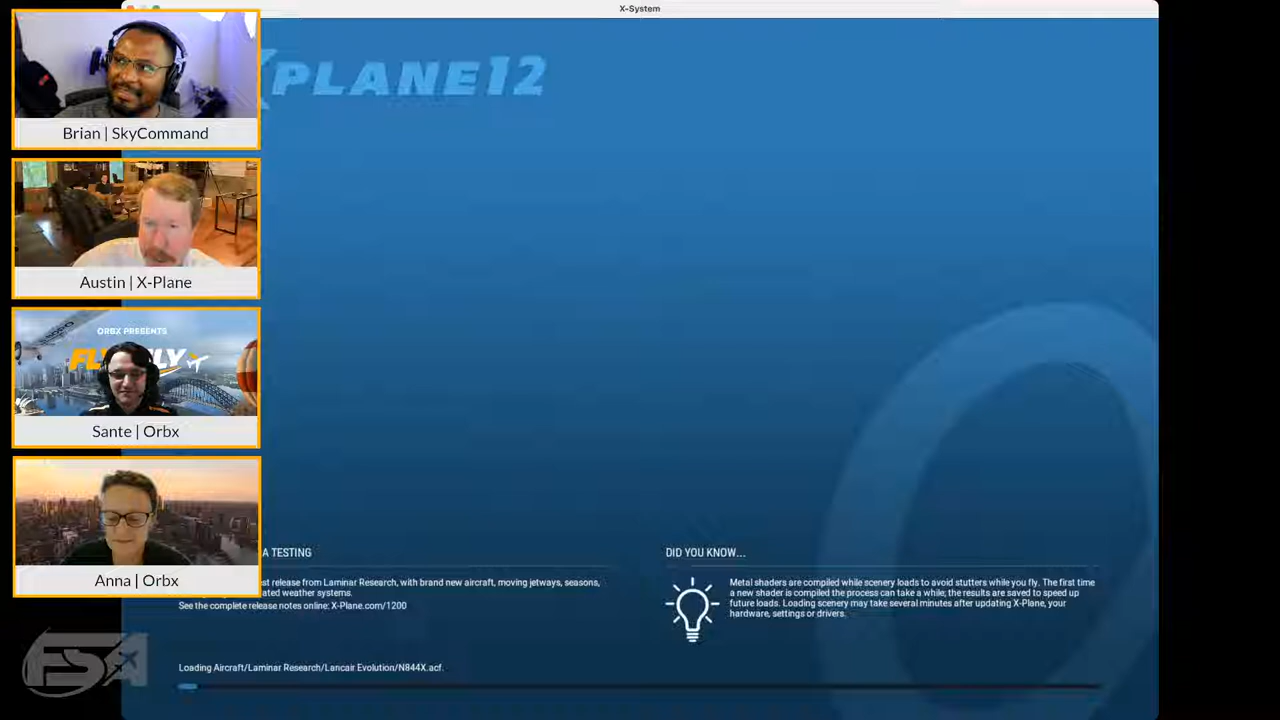 X-System
PLANE12
Brian | SkyCommand
Austin | X-Plane
ORBX PRESENTS
Sante | Orbx
Anna | Orbx
A TESTING
st release from Laminar Research, with brand new aircraft, moving jetways, seasons,
ated weather systems.
See the complete release notes online: X-Plane.com/1200
DID YOU KNOW...
Metal shaders are compiled while scenery loads to avoid stutters while you fly. The first time
a new shader is compiled the process can take a while; the results are saved to speed up
future loads. Loading scenery may take several minutes after updating X-Plane, your
hardware, settings or drivers.
Loading Aircraft/Laminar Research/Lancair Evolution/N844X.acf.
FSA